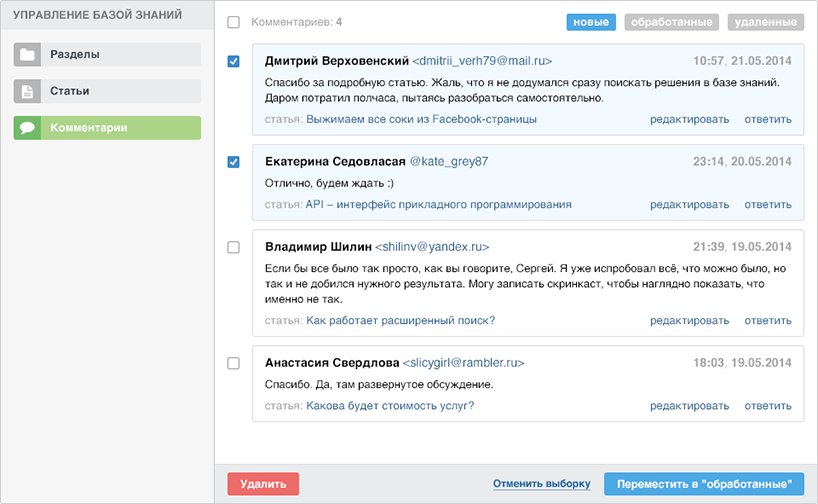 УПРАВЛЕНИЕ БАЗОЙ ЗНАНИЙ
Разделы
Статьи
Комментарии
Комментариев: 4 новые обработанные удаленные
Дмитрий Верховенский <dmitrii_verh79@mail.ru> 10:57, 21.05.2014
Спасибо за подробную статью. Жаль, что я не додумался сразу поискать решения в базе знаний.
Даром потратил полчаса, пытаясь разобраться самостоятельно.
статья: Выжимаем все соки из Facebook-страницы редактировать ответить
Екатерина Седовласая @kate_grey87 23:14, 20.05.2014
Отлично, будем ждать :)
статья: API – интерфейс прикладного программирования редактировать ответить
Владимир Шилин <shilinv@yandex.ru> 21:39, 19.05.2014
Если бы все было так просто, как вы говорите, Сергей. Я уже испробовал всё, что можно было, но
так и не добился нужного результата. Могу записать скринкаст, чтобы наглядно показать, что
именно не так.
статья: Как работает расширенный поиск? редактировать ответить
Анастасия Свердлова <slicygirl@rambler.ru> 18:03, 19.05.2014
Спасибо. Да, там развернутое обсуждение.
статья: Какова будет стоимость услуг? редактировать ответить
Удалить Отменить выборку Переместить в "обработанные"